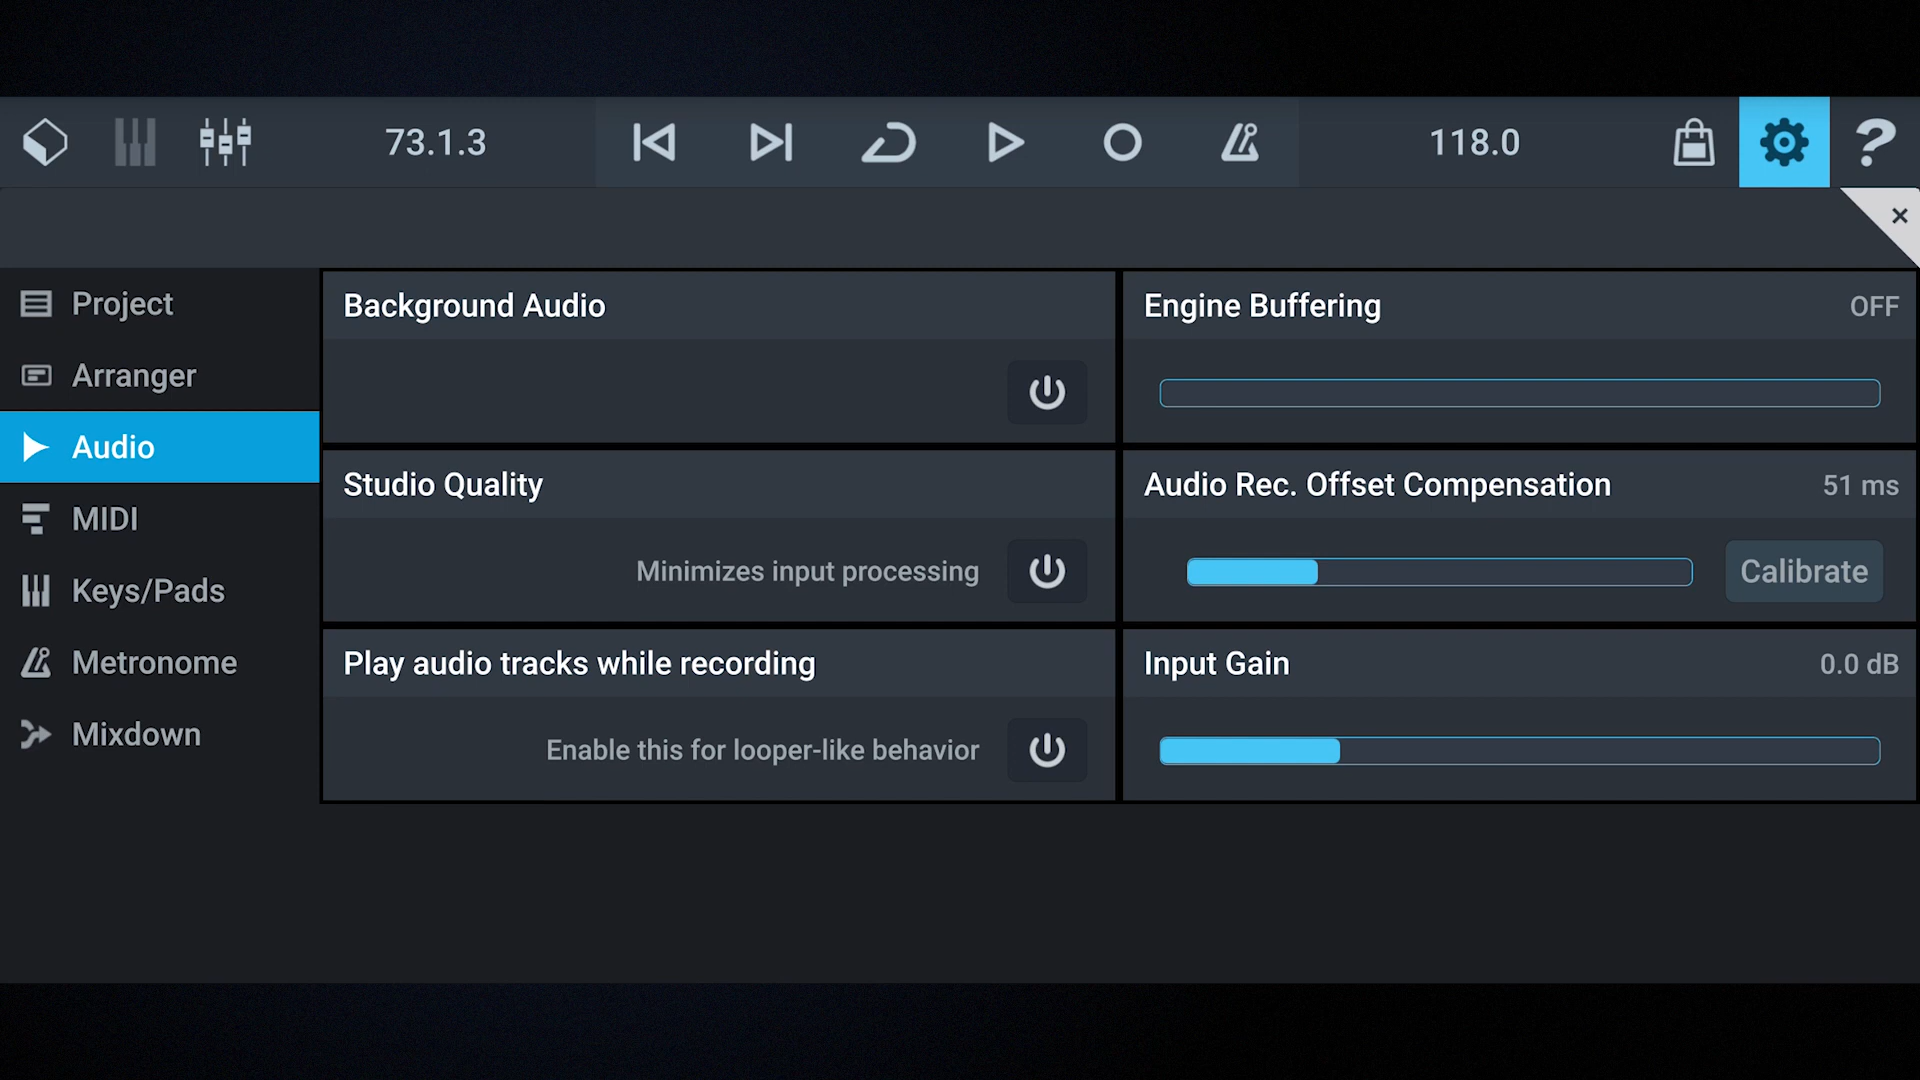 73.1.3
118.0
Project
Arranger
Audio
MIDI
Keys/Pads
Metronome
Mixdown
Background Audio
Studio Quality
Minimizes input processing
Play audio tracks while recording
Enable this for looper-like behavior
Engine Buffering
OFF
Audio Rec. Offset Compensation
51 ms
Calibrate
Input Gain
0.0 dB